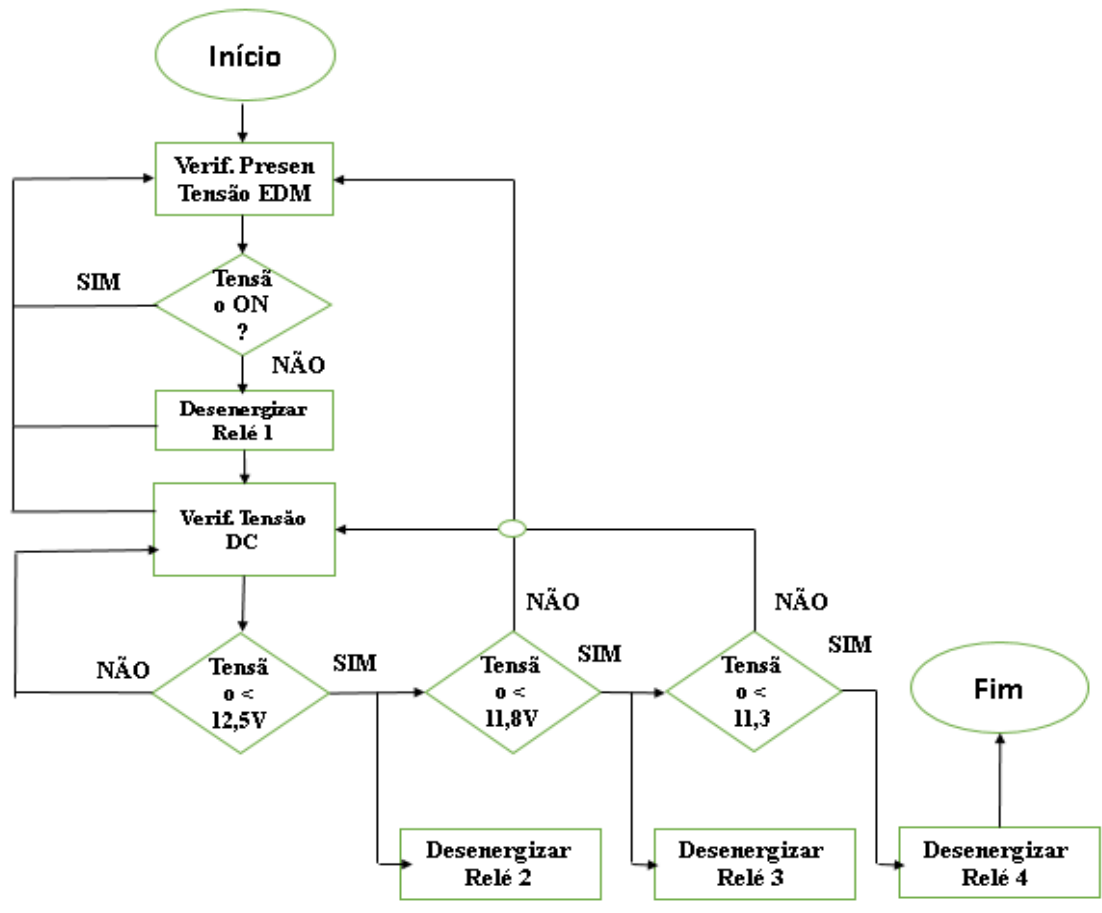 Início
Verif. Presen
Tensão EDM
SIM
Tensã
o ON
?
NÃO
Desenergizar
Relé 1
Verif. Tensão
DC
NÃO
Tensã
o <
12,5V
SIM
NÃO
Tensã
o <
11,8V
SIM
NÃO
Tensã
o <
11,3
SIM
Fim
Desenergizar
Relé 2
Desenergizar
Relé 3
Desenergizar
Relé 4